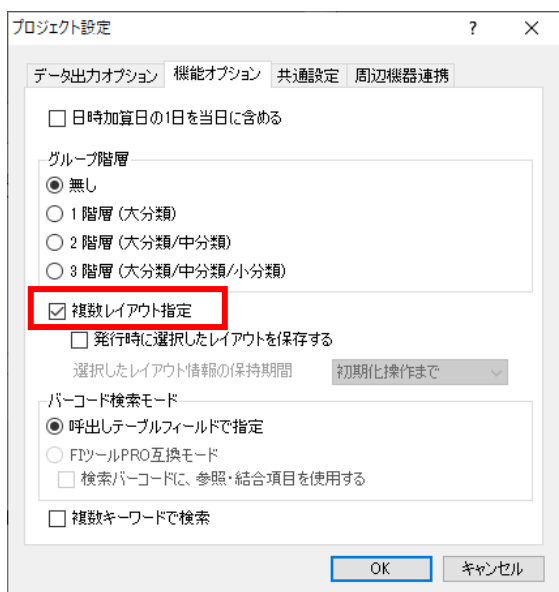 プロジェクト設定
データ出力オプション 機能オプション 共通設定 周辺機器連携
日時加算日の1日を当日に含める
グループ階層
無し
1 階層 (大分類)
2 階層 (大分類/中分類)
3 階層 (大分類/中分類/小分類)
複数レイアウト指定
発行時に選択したレイアウトを保存する
選択したレイアウト情報の保持期間 初期化操作まで
バーコード検索モード
呼出しテーブルフィールドで指定
FIツールPRO互換モード
検索バーコードに、参照・結合項目を使用する
複数キーワードで検索
OK キャンセル